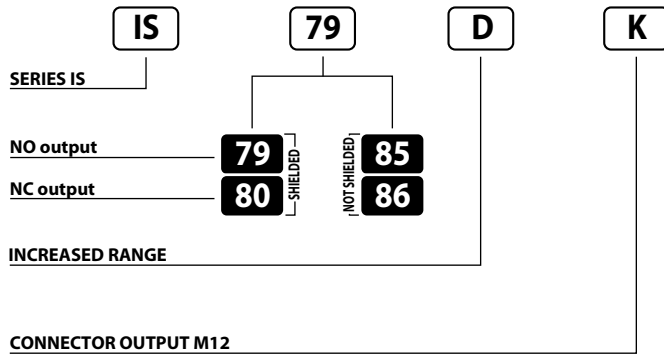 IS 79 D K
SERIES IS
NO output 79 85
NC output 80 86
SHIELDED
NOT SHIELDED
INCREASED RANGE
CONNECTOR OUTPUT M12